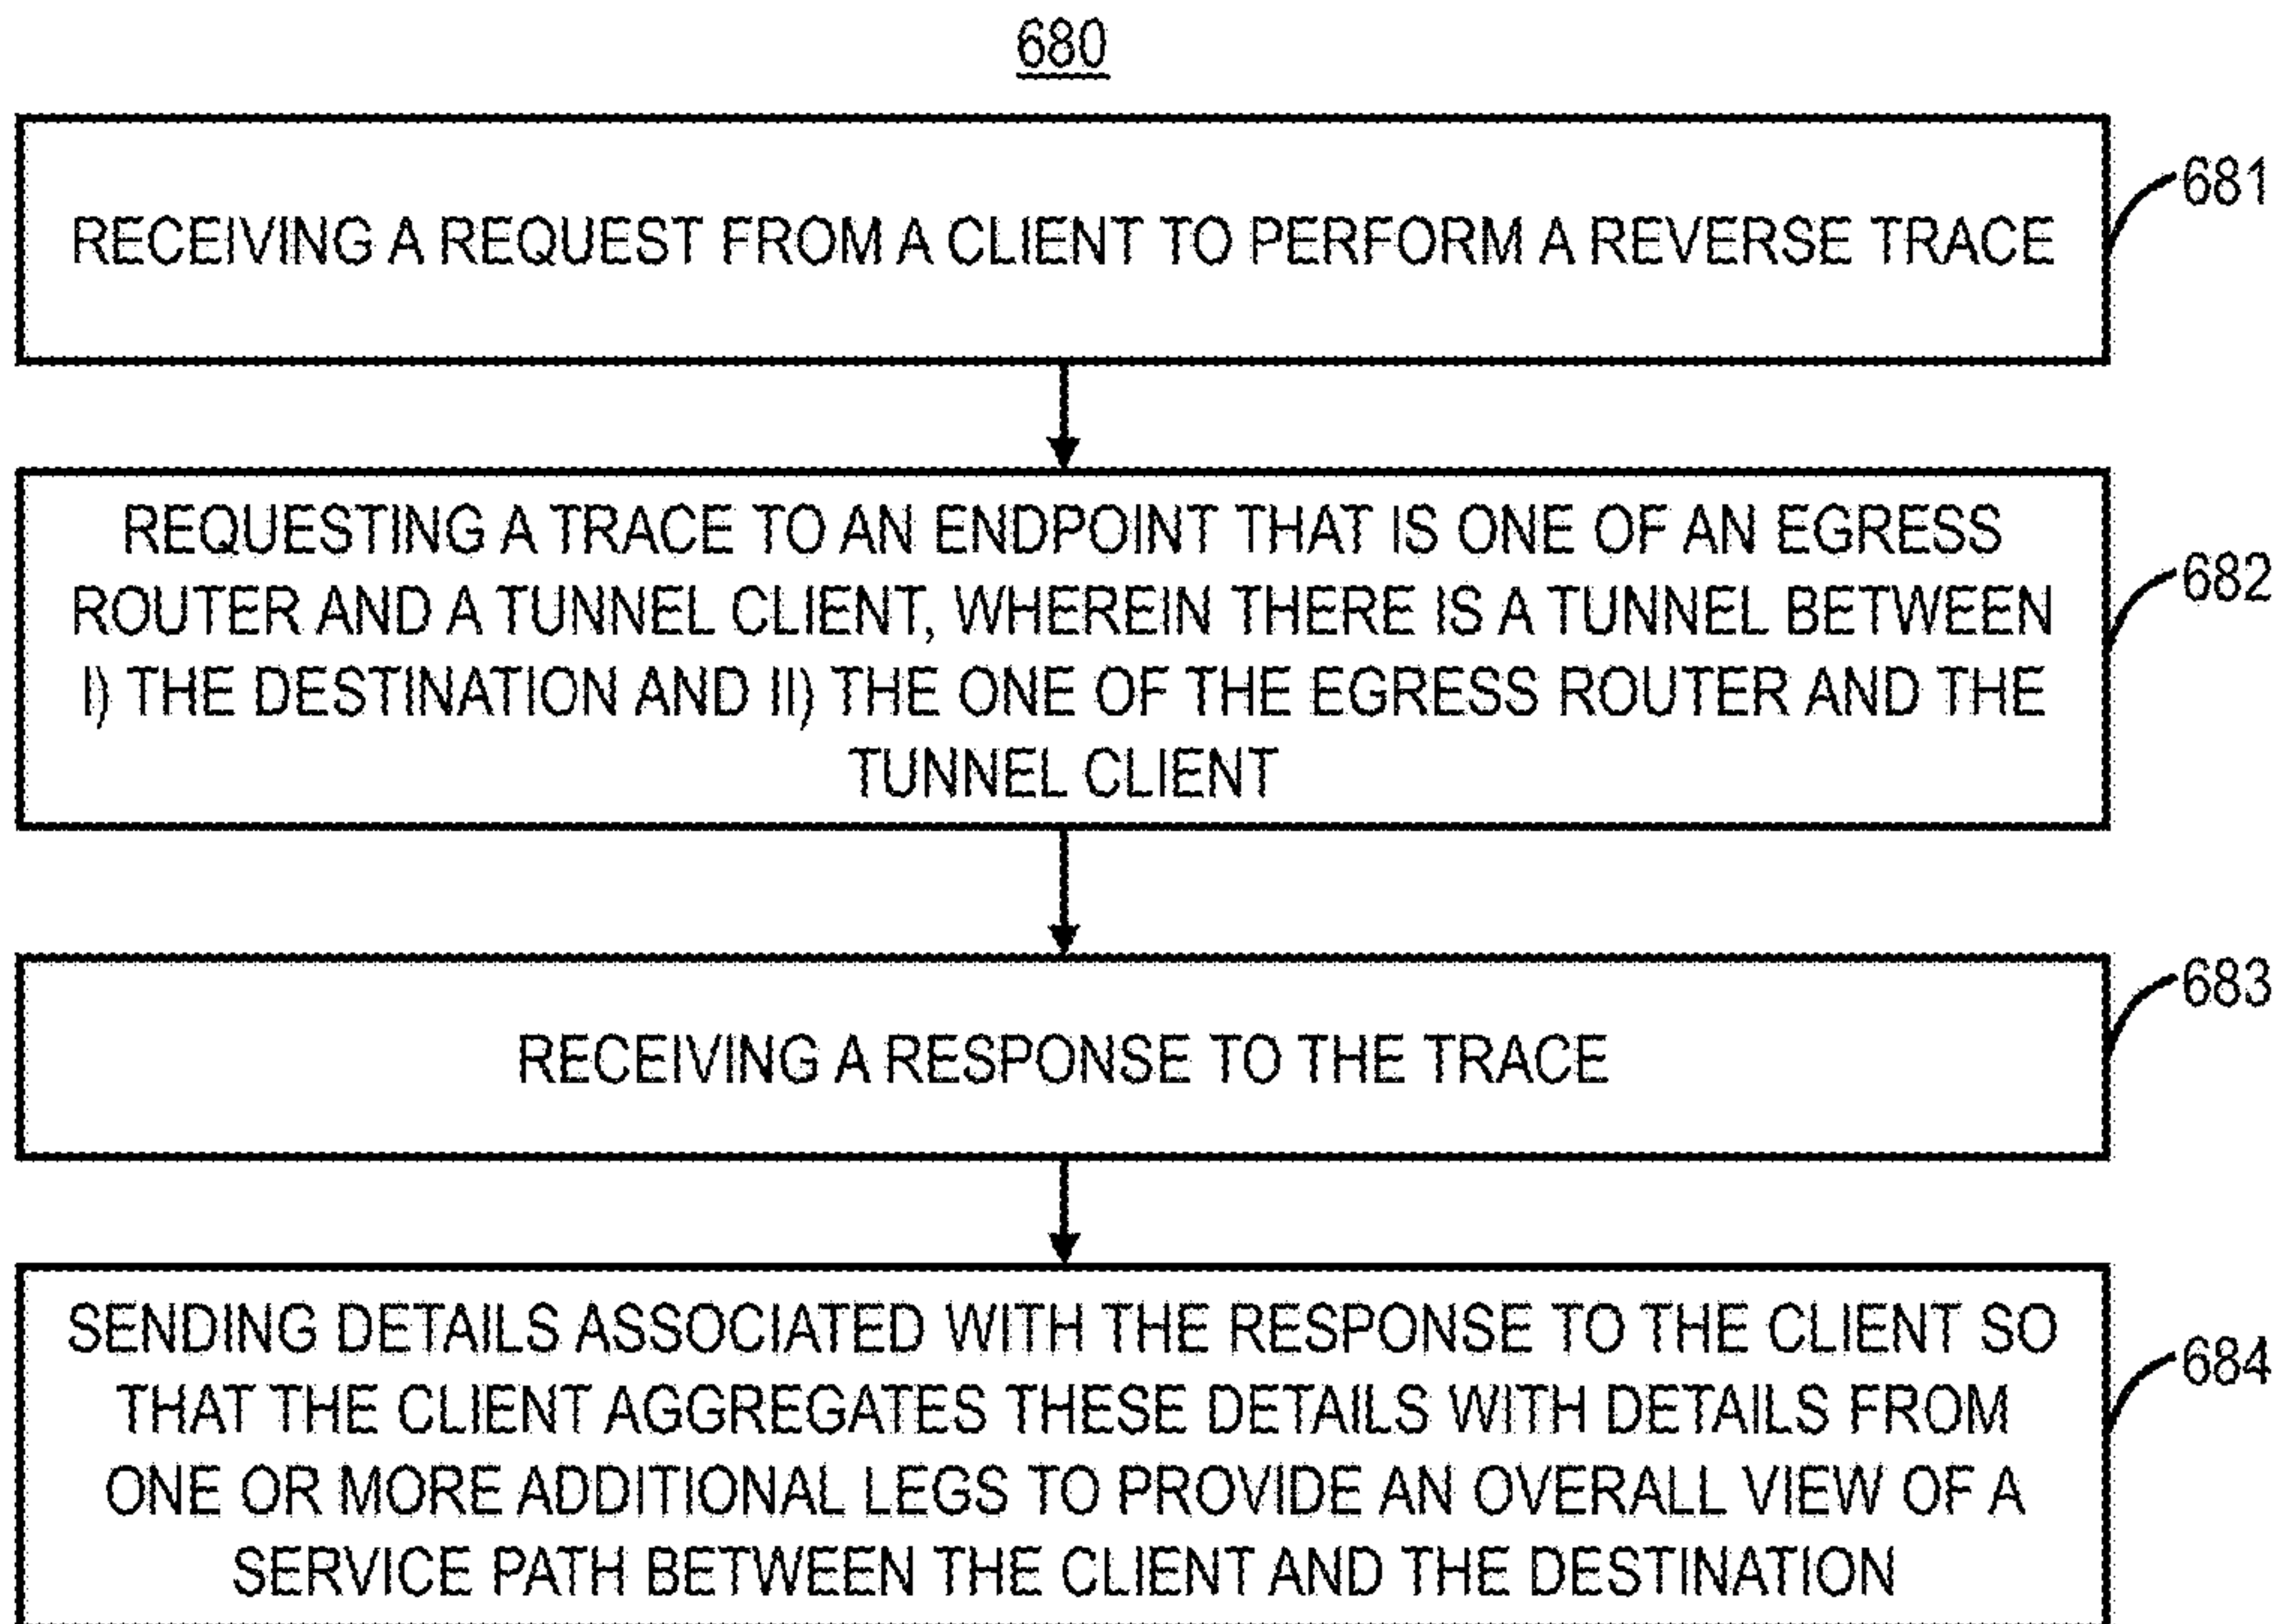 680
RECEIVING A REQUEST FROM A CLIENT TO PERFORM A REVERSE TRACE
681
REQUESTING A TRACE TO AN ENDPOINT THAT IS ONE OF AN EGRESS
ROUTER AND A TUNNEL CLIENT, WHEREIN THERE IS A TUNNEL BETWEEN
I) THE DESTINATION AND II) THE ONE OF THE EGRESS ROUTER AND THE
TUNNEL CLIENT
682
RECEIVING A RESPONSE TO THE TRACE
683
SENDING DETAILS ASSOCIATED WITH THE RESPONSE TO THE CLIENT SO
THAT THE CLIENT AGGREGATES THESE DETAILS WITH DETAILS FROM
ONE OR MORE ADDITIONAL LEGS TO PROVIDE AN OVERALL VIEW OF A
SERVICE PATH BETWEEN THE CLIENT AND THE DESTINATION
684